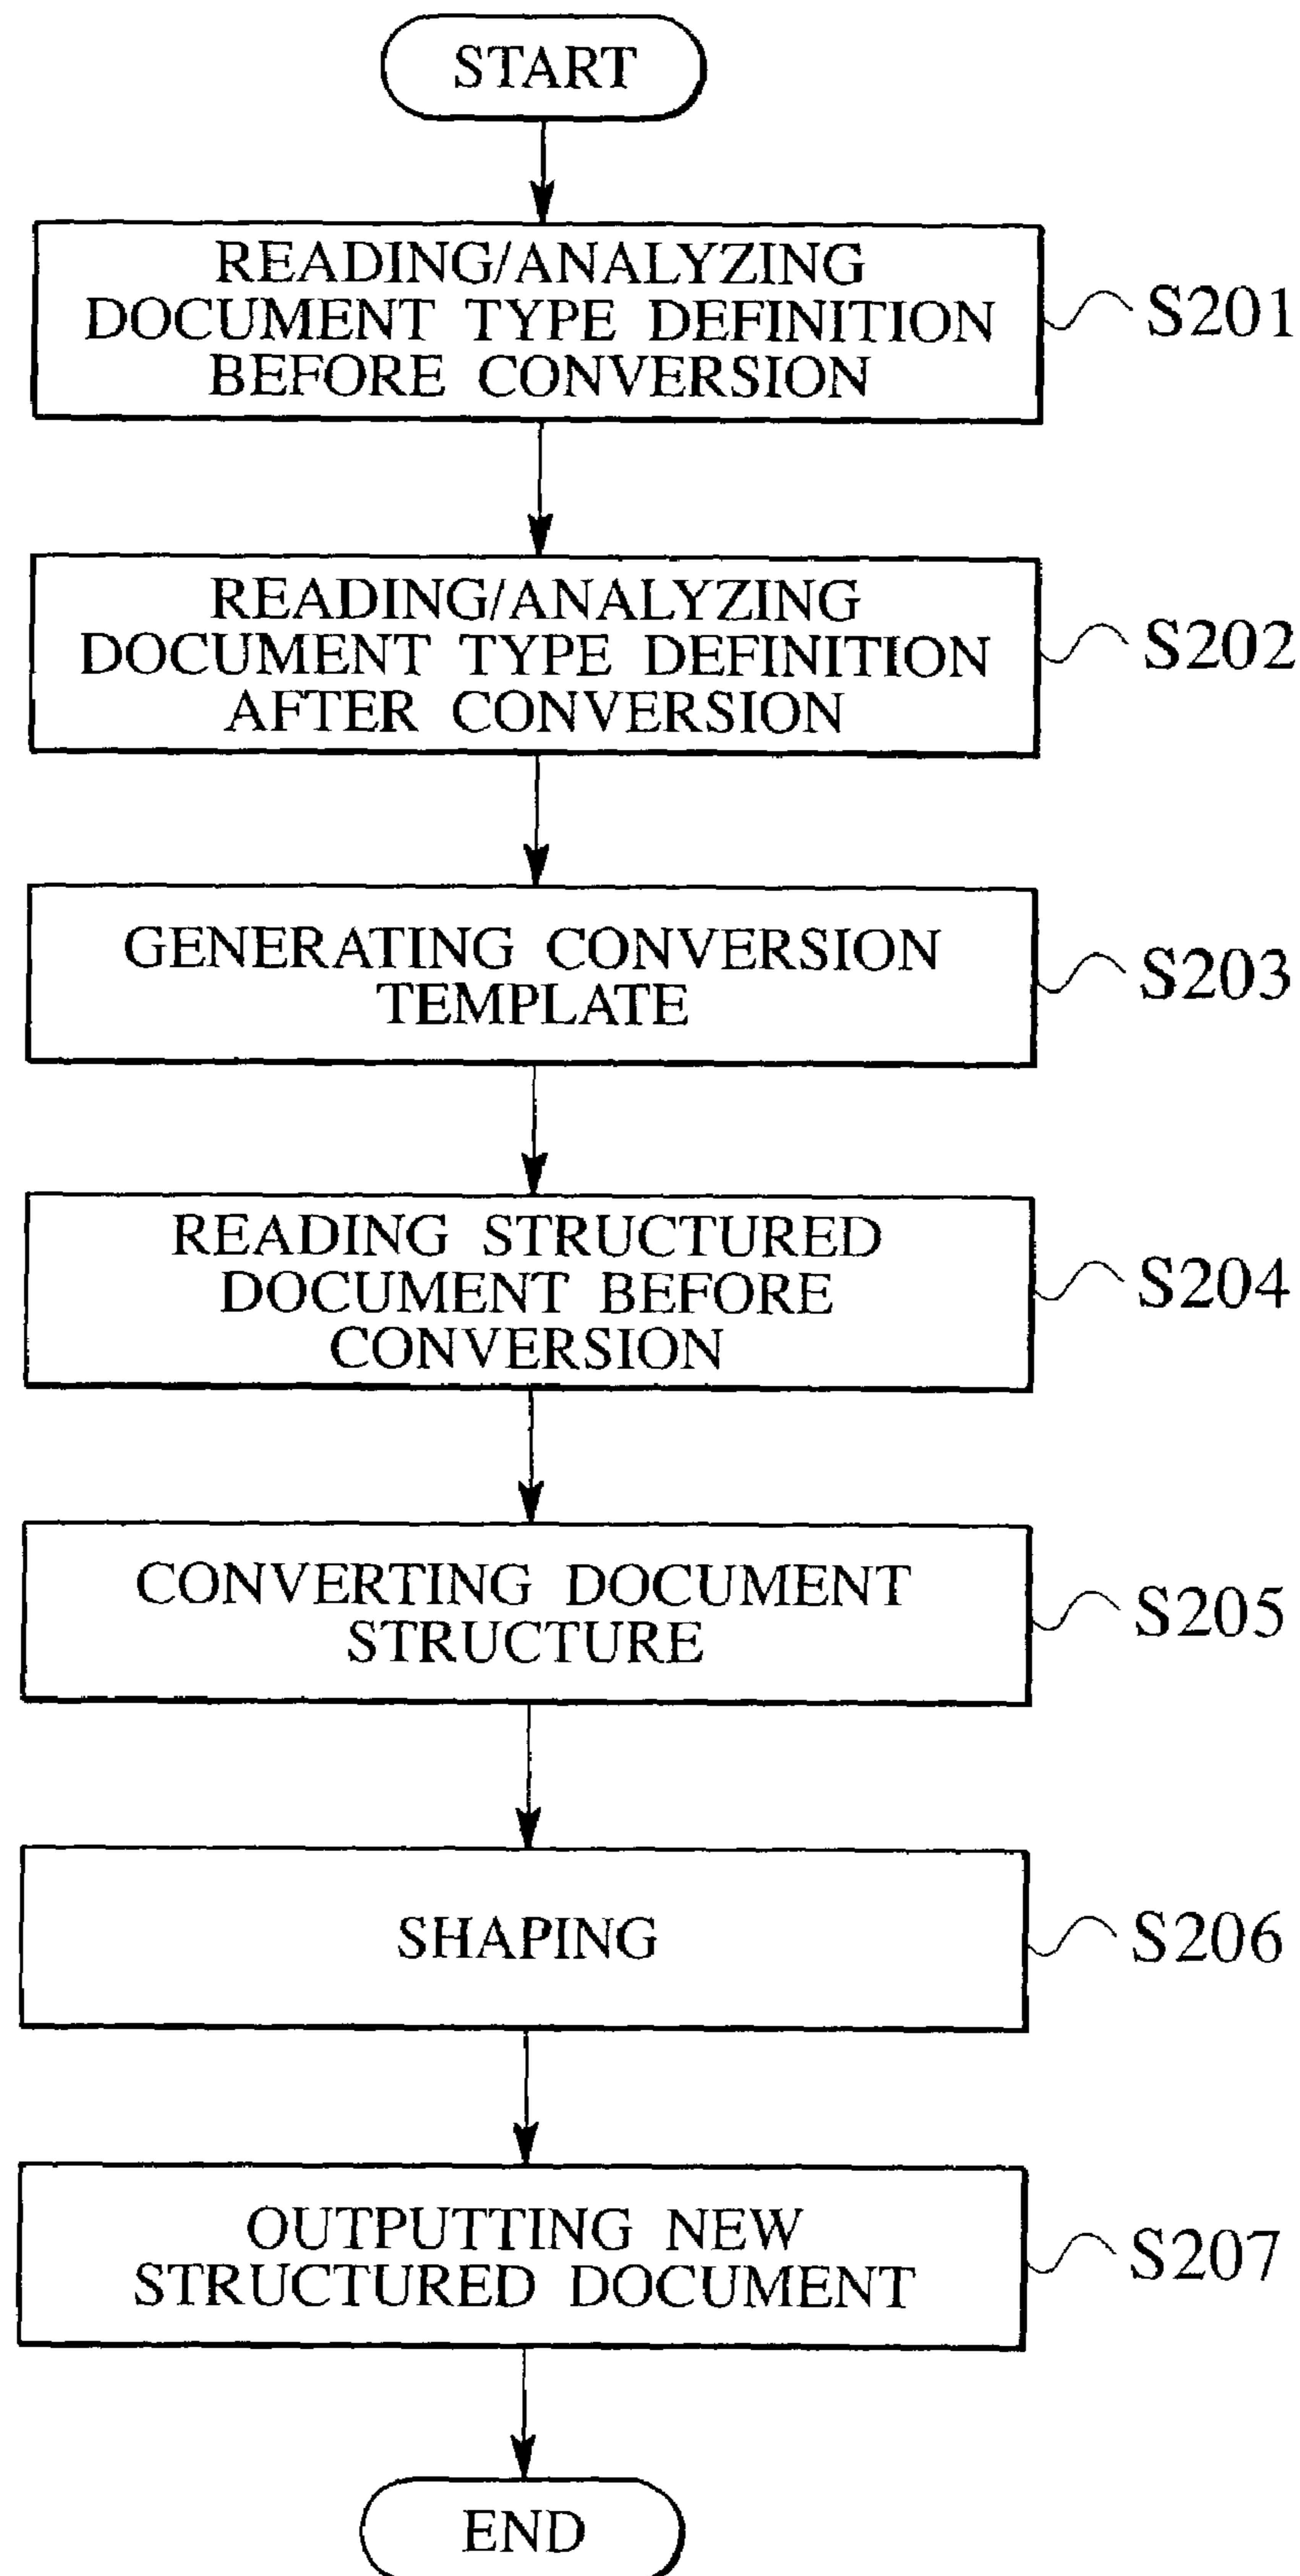 START
READING/ANALYZING
DOCUMENT TYPE DEFINITION
BEFORE CONVERSION
S201
READING/ANALYZING
DOCUMENT TYPE DEFINITION
AFTER CONVERSION
S202
GENERATING CONVERSION
TEMPLATE
S203
READING STRUCTURED
DOCUMENT BEFORE
CONVERSION
S204
CONVERTING DOCUMENT
STRUCTURE
S205
SHAPING
S206
OUTPUTTING NEW
STRUCTURED DOCUMENT
S207
END